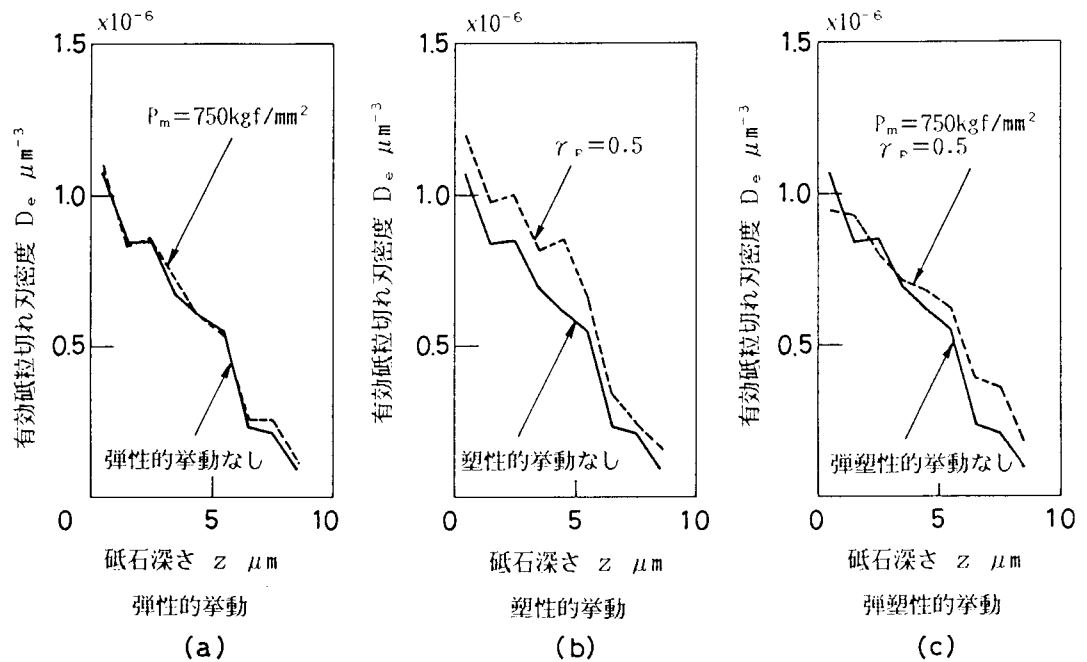 x10⁻⁶
1.5
1.0
0.5
0
5
10
有効砥粒切れ刃密度 Dₑ μm⁻³
Pₘ=750kgf/mm²
弾性的挙動なし
砥石深さ z μm
弾性的挙動
(a)
x10⁻⁶
1.5
1.0
0.5
0
5
10
有効砥粒切れ刃密度 Dₑ μm⁻³
γₚ=0.5
塑性的挙動なし
砥石深さ z μm
塑性的挙動
(b)
x10⁻⁶
1.5
1.0
0.5
0
5
10
有効砥粒切れ刃密度 Dₑ μm⁻³
Pₘ=750kgf/mm²
γₚ=0.5
弾塑性的挙動なし
砥石深さ z μm
弾塑性的挙動
(c)